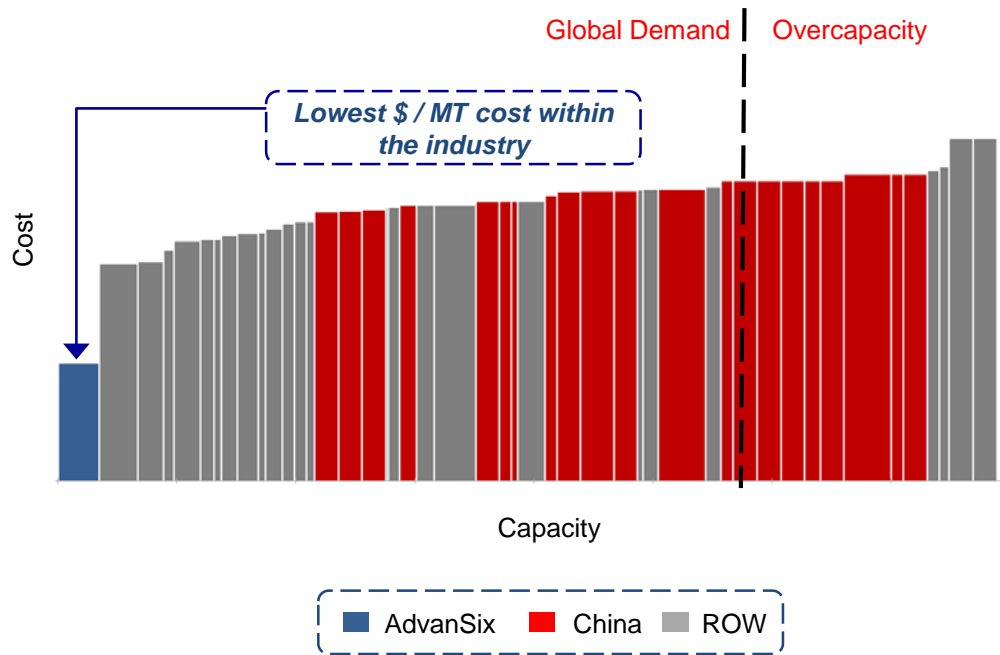 Global Demand
Overcapacity
Lowest $ / MT cost within
the industry
Cost
Capacity
AdvanSix
China
ROW